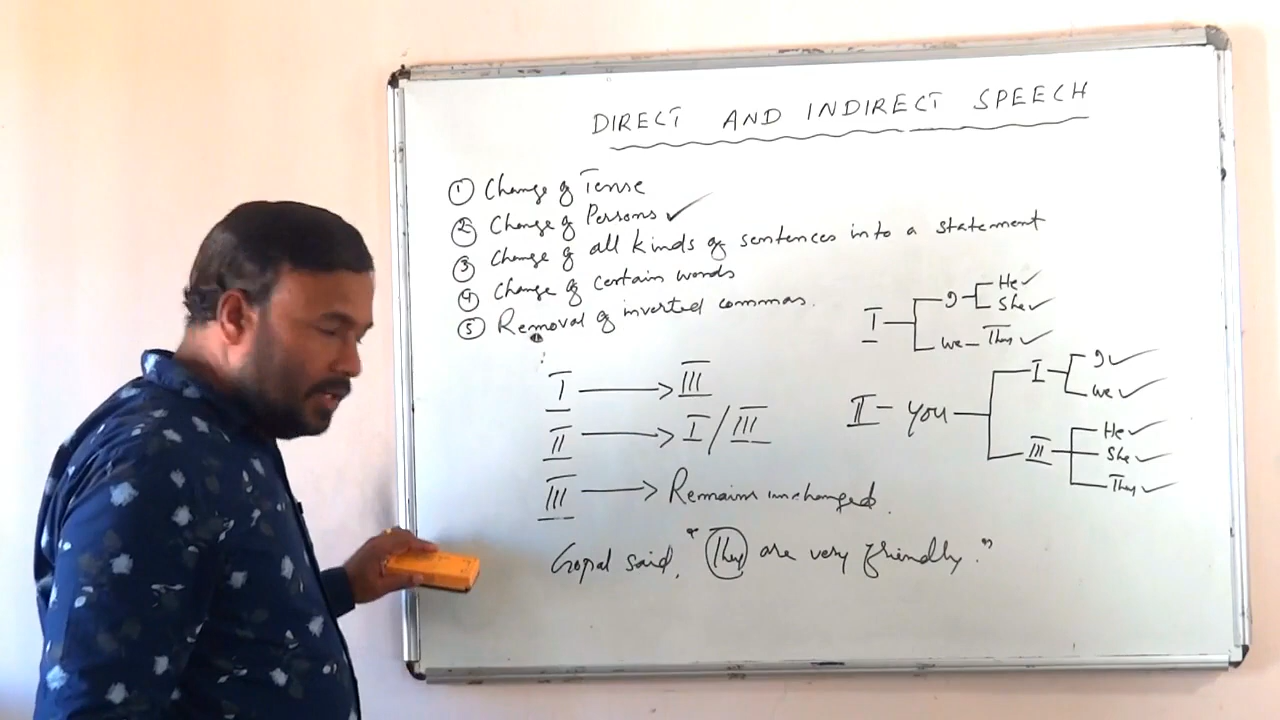 DIRECT AND INDIRECT SPEECH
① Change of Tense
② Change of Persons ✓
③ Change of all kinds of sentences into a statement
④ Change of certain words
⑤ Removal of inverted commas.
I I He ✓
She ✓
We – They ✓
I → III
II → I / III
III → Remains unchanged.
II – You I I ✓
We ✓
III He ✓
She ✓
They ✓
Gopal said, "They are very friendly."